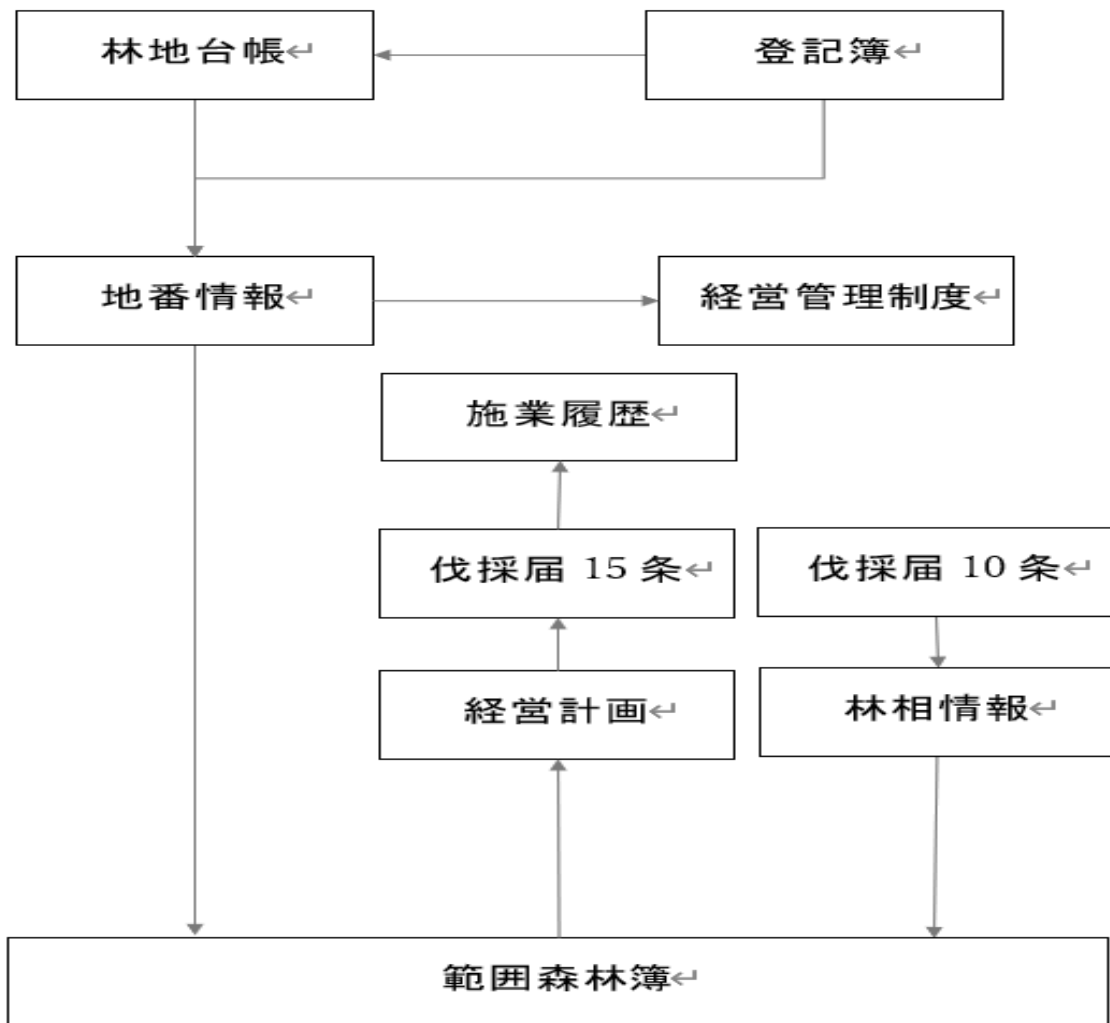 林地台帳↵
登記簿↵
地番情報↵
経営管理制度↵
施業履歴↵
伐採届 15 条↵
伐採届 10 条↵
経営計画↵
林相情報↵
範囲森林簿↵